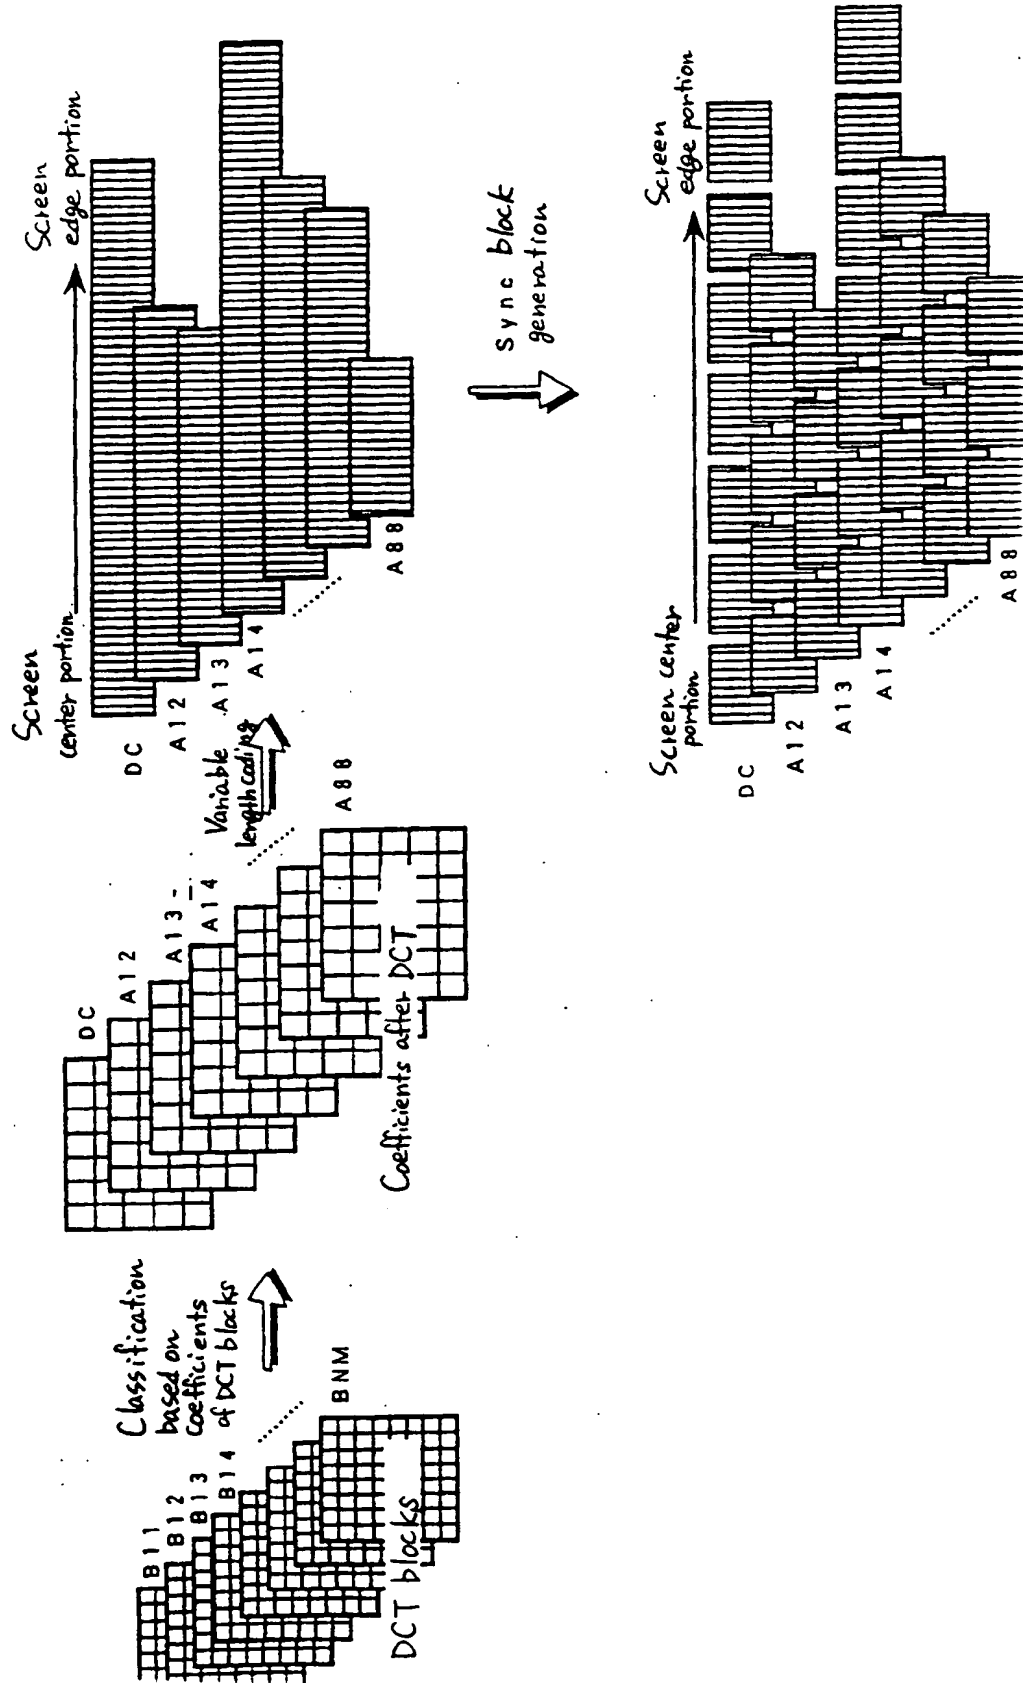 B11
B12
B13
B14
BNM
DCT blocks
Classification
based on
coefficients
of DCT blocks
DC
A12
A13
A14
A88
Coefficients after DCT
Variable
length coding
Screen
center portion
Screen
edge portion
DC
A12
A13
A14
A88
sync block
generation
Screen center
portion
Screen
edge portion
DC
A12
A13
A14
A88